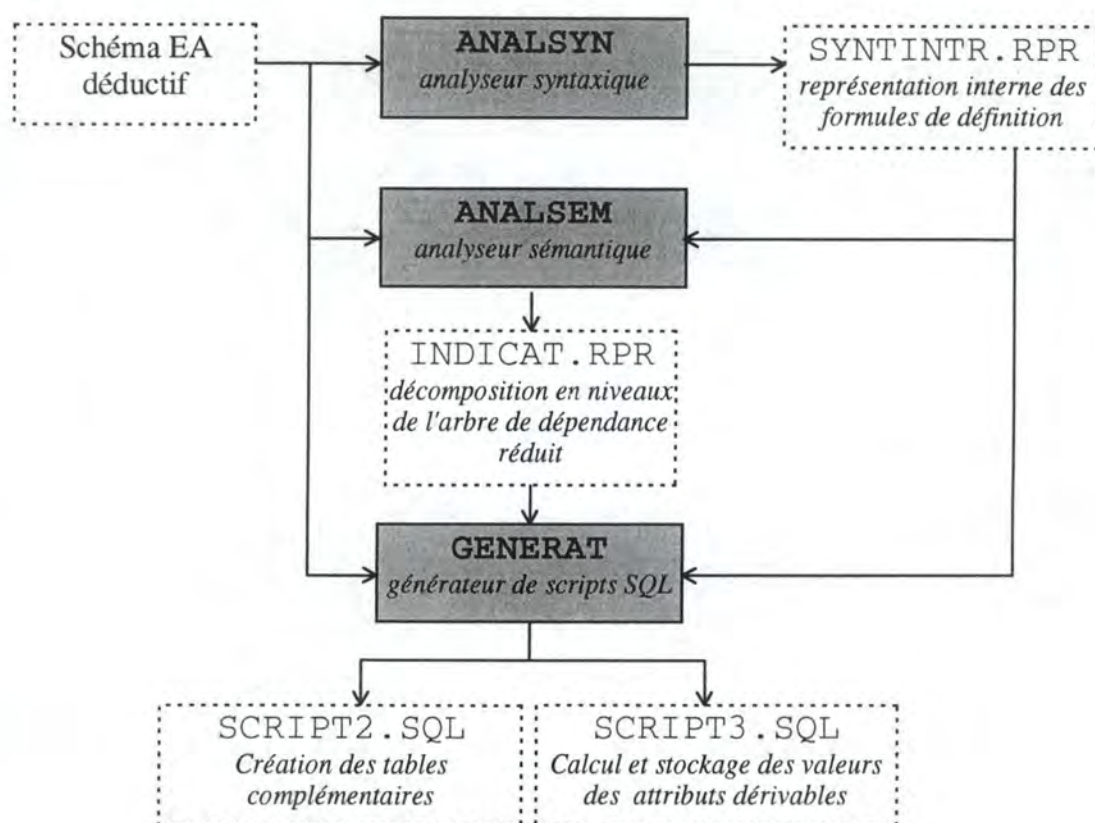 Schéma EA
déductif
ANALSYN
analyseur syntaxique
SYNTINTR.RPR
représentation interne des
formules de définition
ANALSEM
analyseur sémantique
INDICAT.RPR
décomposition en niveaux
de l'arbre de dépendance
réduit
GENERAT
générateur de scripts SQL
SCRIPT2.SQL
Création des tables
complémentaires
SCRIPT3.SQL
Calcul et stockage des valeurs
des attributs dérivables